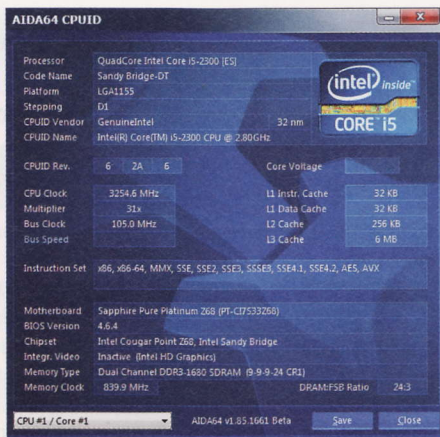 AIDA64 CPUID
Processor QuadCore Intel Core i5-2300 [ES]
Code Name Sandy Bridge-DT
Platform LGA1155
intel inside™
CORE™ i5
Stepping D1
CPUID Vendor GenuineIntel 32 nm
CPUID Name Intel(R) Core(TM) i5-2300 CPU @ 2.80GHz
CPUID Rev. 6 2A 6 Core Voltage
CPU Clock 3254.6 MHz L1 Instr. Cache 32 KB
Multiplier 31x L1 Data Cache 32 KB
Bus Clock 105.0 MHz L2 Cache 256 KB
Bus Speed L3 Cache 6 MB
Instruction Set x86, x86-64, MMX, SSE, SSE2, SSE3, SSSE3, SSE4.1, SSE4.2, AES, AVX
Motherboard Sapphire Pure Platinum Z68 (PT-CI7S33Z68)
BIOS Version 4.6.4
Chipset Intel Cougar Point Z68, Intel Sandy Bridge
Integr. Video Inactive (Intel HD Graphics)
Memory Type Dual Channel DDR3-1680 SDRAM (9-9-9-24 CR1)
Memory Clock 839.9 MHz DRAM:FSB Ratio 24:3
CPU #1 / Core #1 AIDA64 v1.85.1661 Beta Save Close